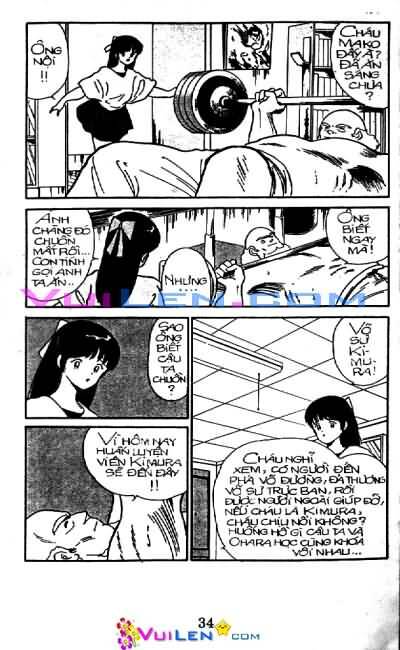 ÔNG
NỘI
!!
CHÁU
MAKO
ĐẤY À?
ĐÃ ĂN
SÁNG
CHƯA
?
ANH
CHÀNG ĐÓ
CHUỒN
MẤT RỒI...
CON TÍNH
GỌI ANH
TA ĂN..
NHƯNG
....
ÔNG
BIẾT
NGAY
MÀ!
VuiLEN.COM
SAO
ÔNG
BIẾT
CẬU
TA
CHUỒN
?
VÕ
SƯ
KI-
MU-
RA!
VÌ HÔM NAY
HUẤN LUYỆN
VIÊN KIMURA
SẼ ĐẾN ĐÂY
!!
CHÁU NGHĨ
XEM, CÓ NGƯỜI ĐẾN
PHÁ VÕ ĐƯỜNG, ĐẢ THƯƠNG
VÕ SƯ TRỰC BAN, RỒI
ĐƯỢC NGƯỜI NGOÀI GIÚP ĐỠ,
NẾU CHÁU LÀ KIMURA,
CHÁU CHỊU NỔI KHÔNG?
HUỐNG HỒ GÌ CẬU TA VÀ
OHARA HỌC CÙNG KHÓA
VỚI NHAU...
34
VuiLEN.COM